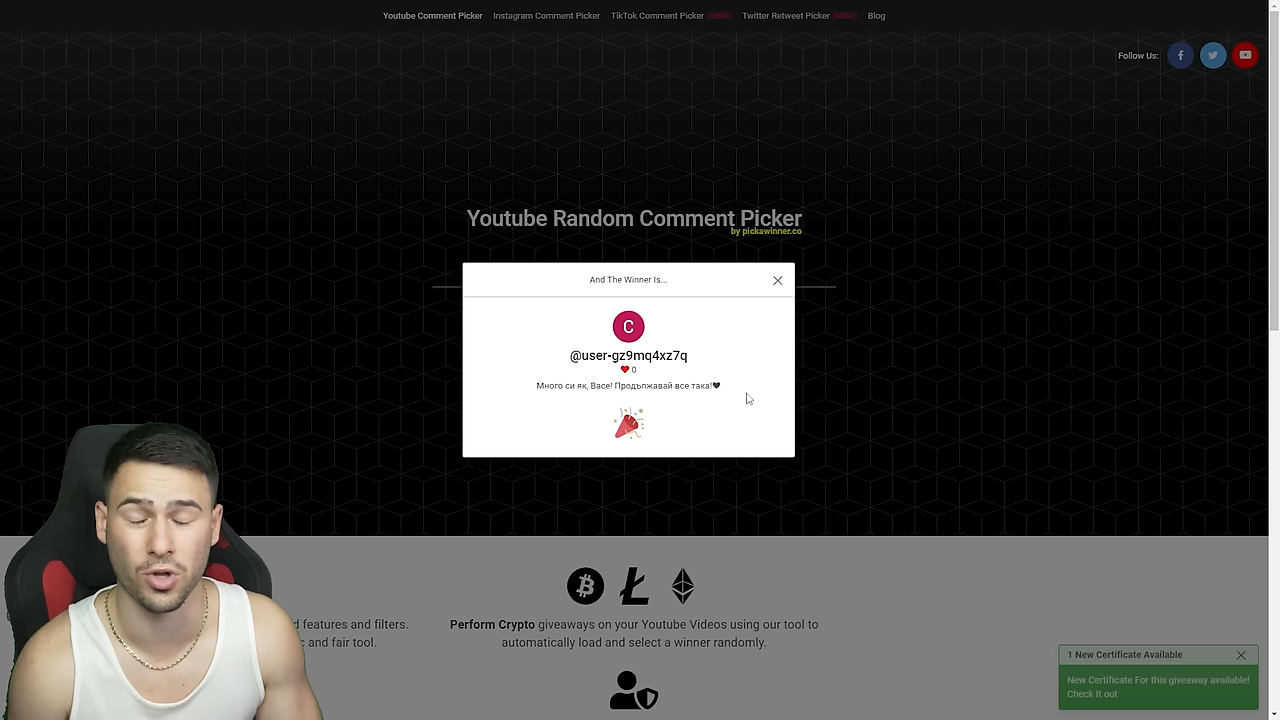 Youtube Comment Picker Instagram Comment Picker TikTok Comment Picker (NEW) Twitter Retweet Picker (NEW) Blog
Follow Us:
Youtube Random Comment Picker
by pickawinner.co
And The Winner Is...
C
@user-gz9mq4xz7q
0
Много си як, Васе! Продължавай все така!🖤
d features and filters.
c and fair tool.
Perform Crypto giveaways on your Youtube Videos using our tool to
automatically load and select a winner randomly.
1 New Certificate Available
New Certificate For this giveaway available!
Check It out